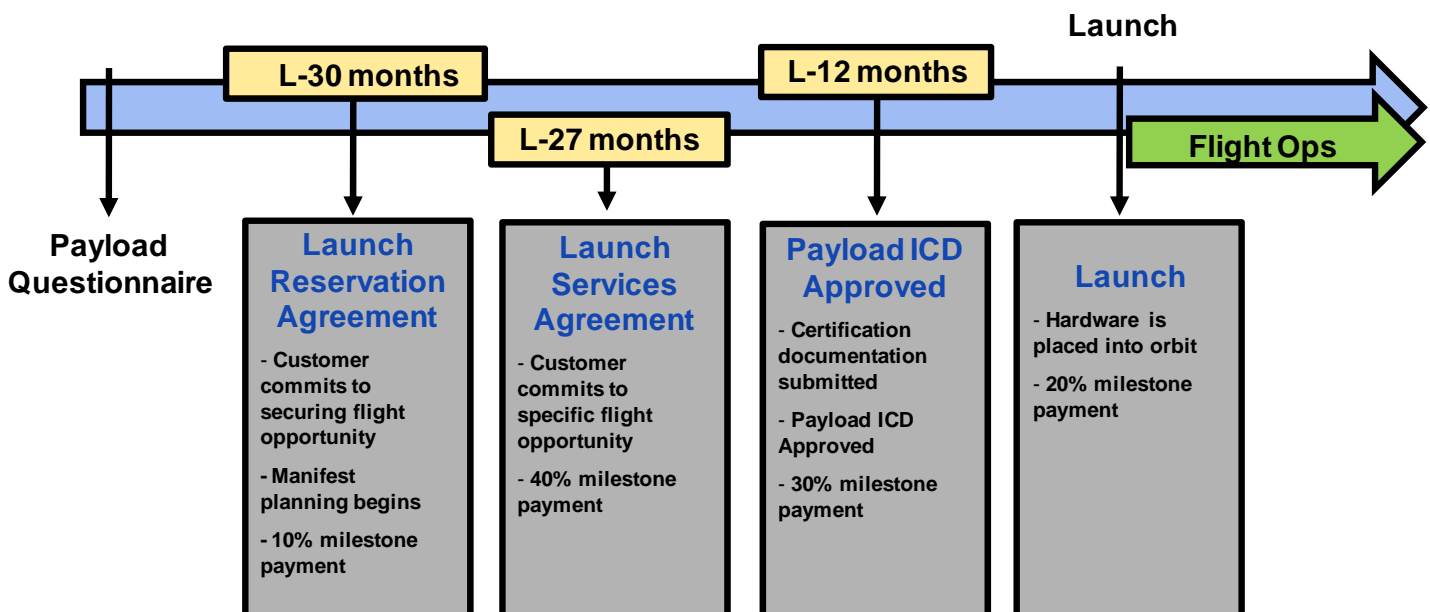 Launch
L-30 months
L-12 months
L-27 months
Flight Ops
Payload
Questionnaire
Launch
Reservation
Agreement
- Customer
commits to
securing flight
opportunity
- Manifest
planning begins
- 10% milestone
payment
Launch
Services
Agreement
- Customer
commits to
specific flight
opportunity
- 40% milestone
payment
Payload ICD
Approved
- Certification
documentation
submitted
- Payload ICD
Approved
- 30% milestone
payment
Launch
- Hardware is
placed into orbit
- 20% milestone
payment